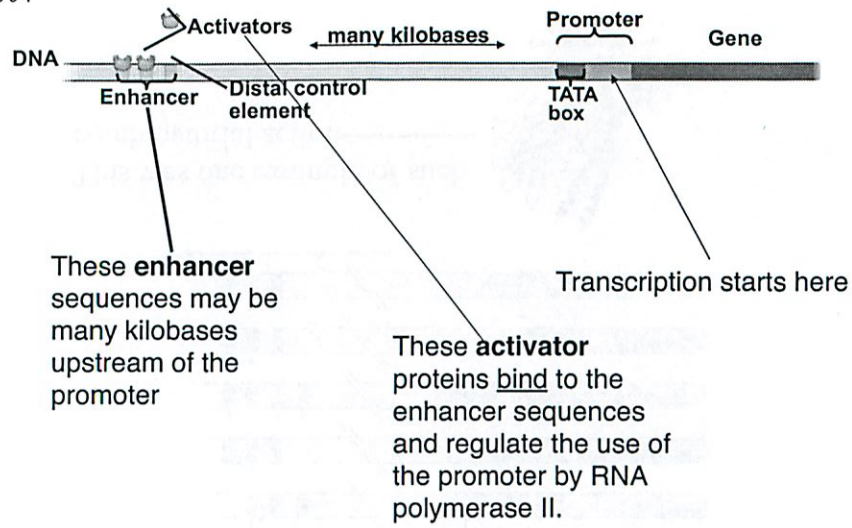 Activators
many kilobases
Promoter
Gene
DNA
Enhancer
Distal control
element
TATA
box
These enhancer
sequences may be
many kilobases
upstream of the
promoter
Transcription starts here
These activator
proteins bind to the
enhancer sequences
and regulate the use of
the promoter by RNA
polymerase II.